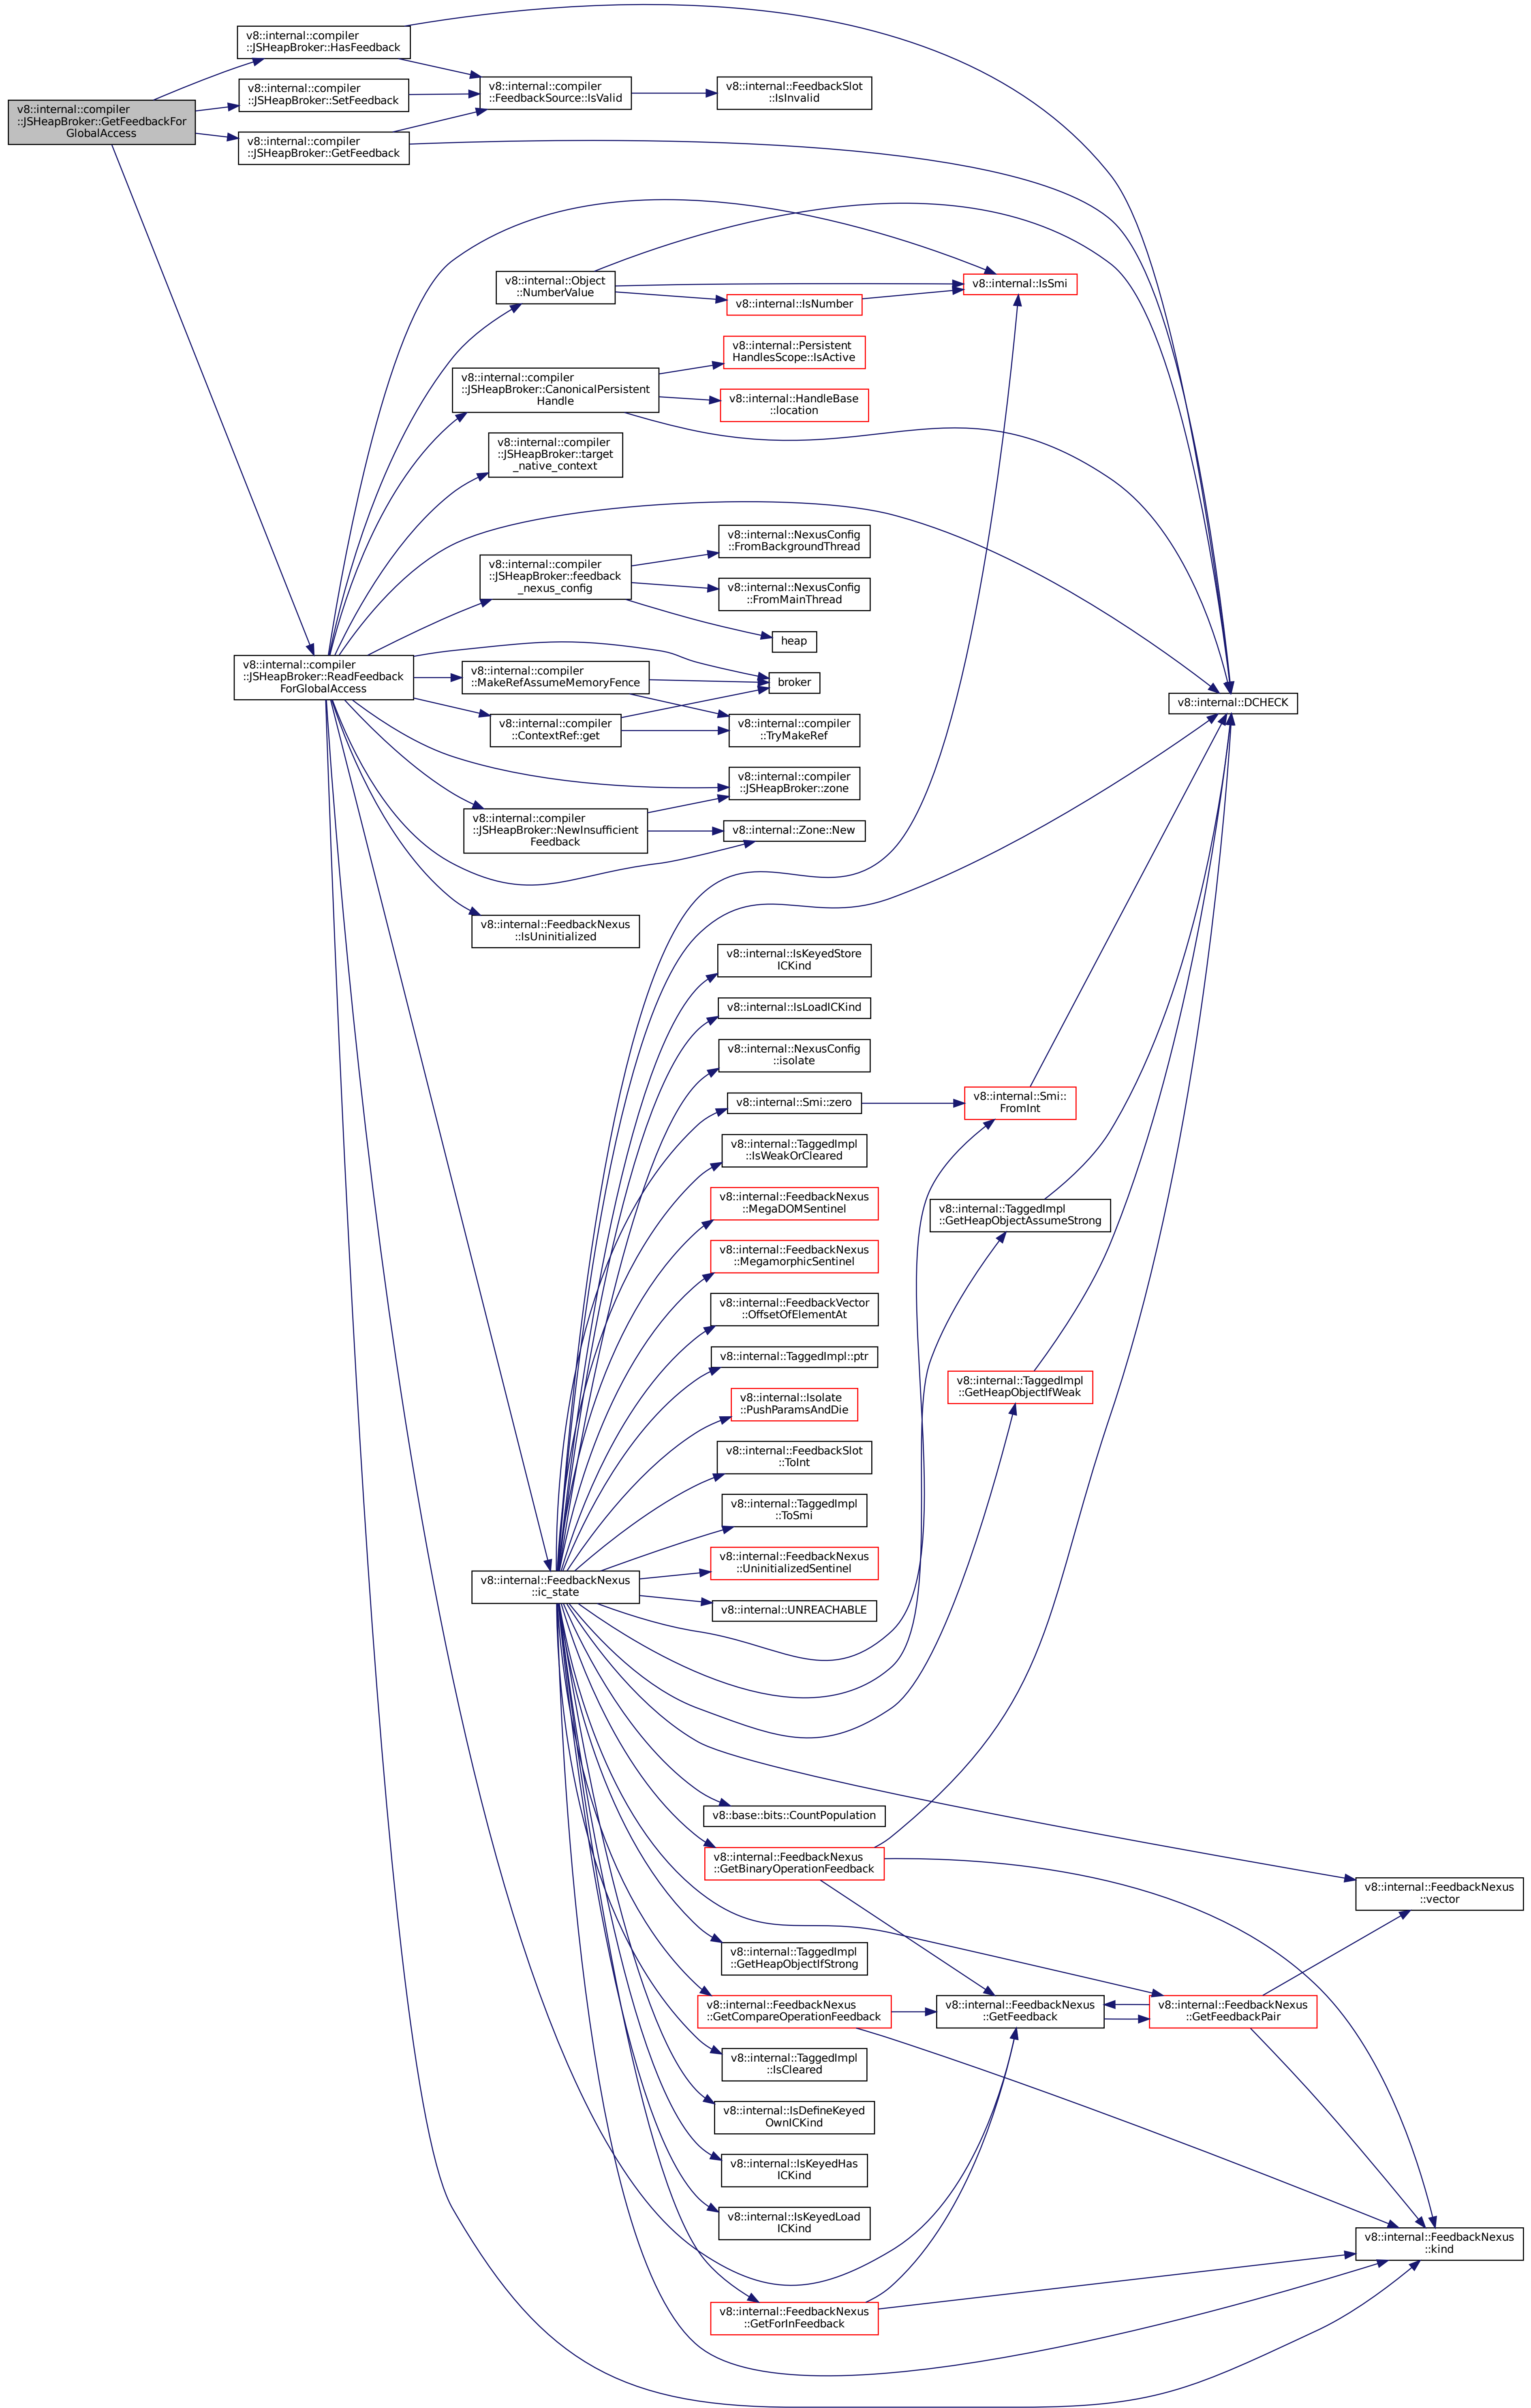 v8::internal::compiler
::JSHeapBroker::GetFeedbackFor
GlobalAccess
v8::internal::compiler
::JSHeapBroker::HasFeedback
v8::internal::compiler
::JSHeapBroker::SetFeedback
v8::internal::compiler
::JSHeapBroker::GetFeedback
v8::internal::compiler
::FeedbackSource::IsValid
v8::internal::FeedbackSlot
::IsInvalid
v8::internal::Object
::NumberValue
v8::internal::IsNumber
v8::internal::IsSmi
v8::internal::Persistent
HandlesScope::IsActive
v8::internal::compiler
::JSHeapBroker::CanonicalPersistent
Handle
v8::internal::HandleBase
::location
v8::internal::compiler
::JSHeapBroker::target
_native_context
v8::internal::compiler
::JSHeapBroker::feedback
_nexus_config
v8::internal::NexusConfig
::FromBackgroundThread
v8::internal::NexusConfig
::FromMainThread
heap
v8::internal::compiler
::JSHeapBroker::ReadFeedback
ForGlobalAccess
v8::internal::compiler
::MakeRefAssumeMemoryFence
broker
v8::internal::DCHECK
v8::internal::compiler
::ContextRef::get
v8::internal::compiler
::TryMakeRef
v8::internal::compiler
::JSHeapBroker::zone
v8::internal::compiler
::JSHeapBroker::NewInsufficient
Feedback
v8::internal::Zone::New
v8::internal::FeedbackNexus
::IsUninitialized
v8::internal::IsKeyedStore
ICKind
v8::internal::IsLoadICKind
v8::internal::NexusConfig
::isolate
v8::internal::Smi::zero
v8::internal::Smi::
FromInt
v8::internal::TaggedImpl
::IsWeakOrCleared
v8::internal::FeedbackNexus
::MegaDOMSentinel
v8::internal::TaggedImpl
::GetHeapObjectAssumeStrong
v8::internal::FeedbackNexus
::MegamorphicSentinel
v8::internal::FeedbackVector
::OffsetOfElementAt
v8::internal::TaggedImpl::ptr
v8::internal::TaggedImpl
::GetHeapObjectIfWeak
v8::internal::Isolate
::PushParamsAndDie
v8::internal::FeedbackSlot
::ToInt
v8::internal::TaggedImpl
::ToSmi
v8::internal::FeedbackNexus
::UninitializedSentinel
v8::internal::FeedbackNexus
::ic_state
v8::internal::UNREACHABLE
v8::base::bits::CountPopulation
v8::internal::FeedbackNexus
::GetBinaryOperationFeedback
v8::internal::FeedbackNexus
::vector
v8::internal::TaggedImpl
::GetHeapObjectIfStrong
v8::internal::FeedbackNexus
::GetCompareOperationFeedback
v8::internal::FeedbackNexus
::GetFeedback
v8::internal::FeedbackNexus
::GetFeedbackPair
v8::internal::TaggedImpl
::IsCleared
v8::internal::IsDefineKeyed
OwnICKind
v8::internal::IsKeyedHas
ICKind
v8::internal::IsKeyedLoad
ICKind
v8::internal::FeedbackNexus
::kind
v8::internal::FeedbackNexus
::GetForInFeedback